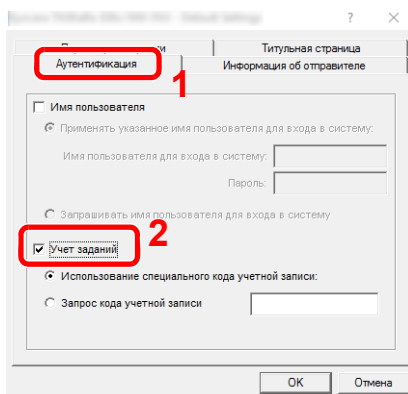 Default Settings
? ×
Титульная страница
Аутентификация
Информация об отправителе
1
Имя пользователя
Применять указанное имя пользователя для входа в систему:
Имя пользователя для входа в систему:
Пароль:
Запрашивать имя пользователя для входа в систему
2
Учет заданий
Использование специального кода учетной записи:
Запрос кода учетной записи
OK Отмена